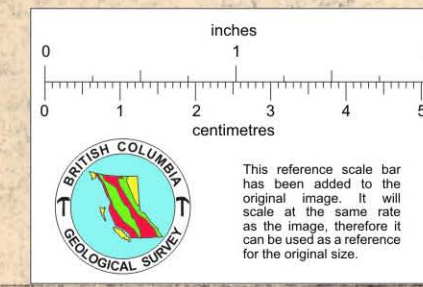 inches
0 1
0 1 2 3 4 5
centimetres
BRITISH COLUMBIA
GEOLOGICAL SURVEY
This reference scale bar
has been added to the
original image. It will
scale at the same rate
as the image, therefore it
can be used as a reference
for the original size.